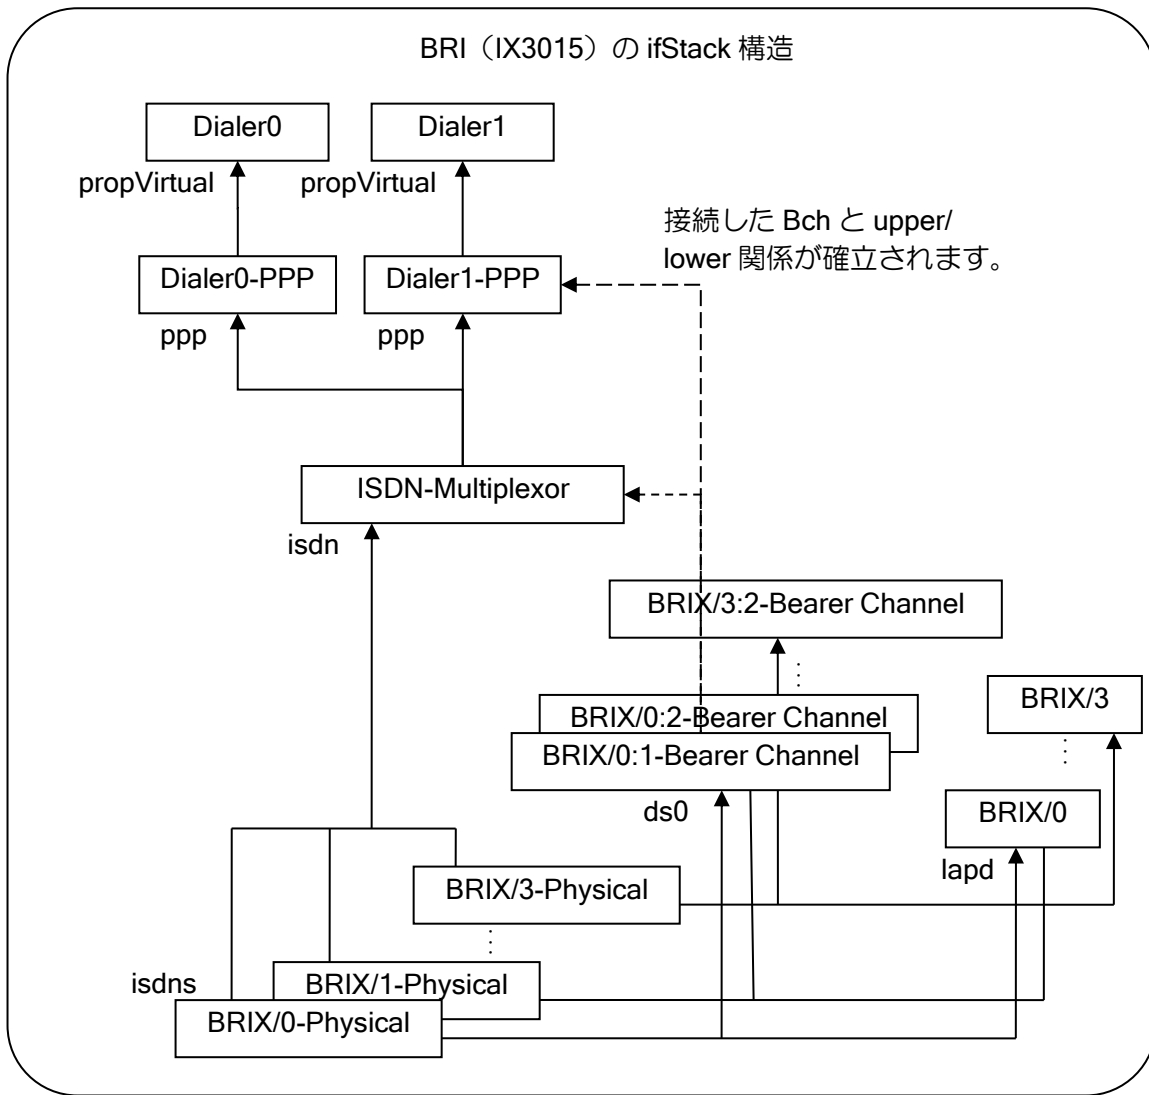 BRI（IX3015）の ifStack 構造
Dialer0
Dialer1
propVirtual
propVirtual
接続した Bch と upper/
lower 関係が確立されます。
Dialer0-PPP
Dialer1-PPP
ppp
ppp
ISDN-Multiplexor
isdn
BRIX/3:2-Bearer Channel
BRIX/3
BRIX/0:2-Bearer Channel
BRIX/0:1-Bearer Channel
ds0
BRIX/0
lapd
BRIX/3-Physical
isdns
BRIX/1-Physical
BRIX/0-Physical